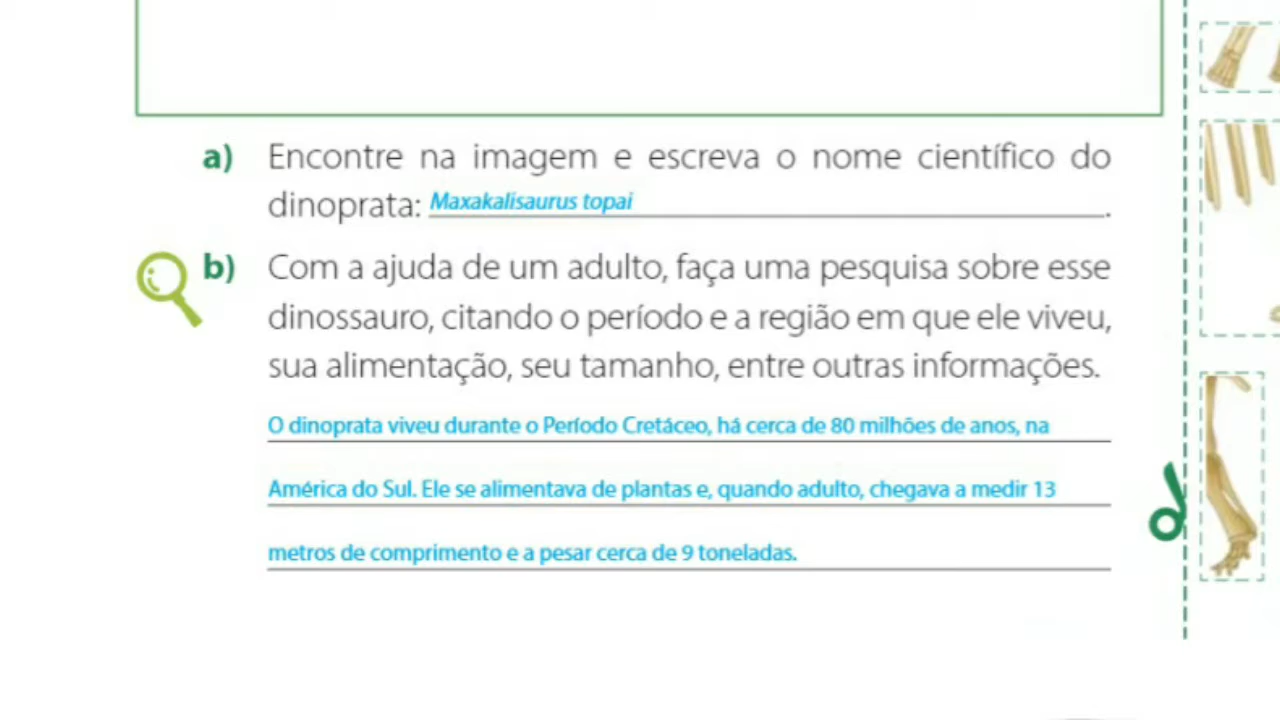 a) Encontre na imagem e escreva o nome científico do
dinoprata: Maxakalisaurus topai.
b) Com a ajuda de um adulto, faça uma pesquisa sobre esse
dinossauro, citando o período e a região em que ele viveu,
sua alimentação, seu tamanho, entre outras informações.
O dinoprata viveu durante o Período Cretáceo, há cerca de 80 milhões de anos, na
América do Sul. Ele se alimentava de plantas e, quando adulto, chegava a medir 13
metros de comprimento e a pesar cerca de 9 toneladas.